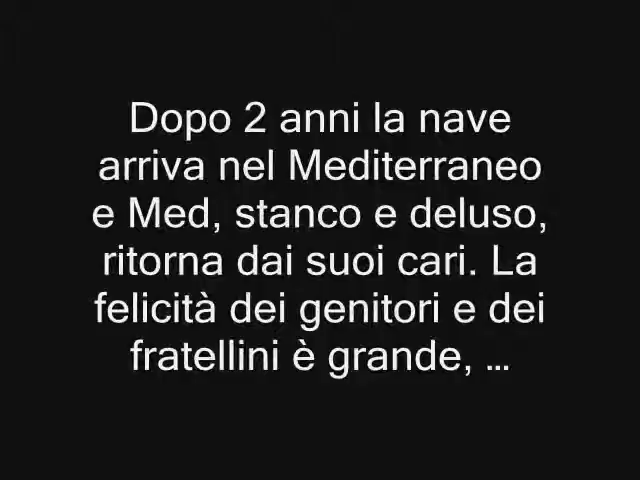 Dopo 2 anni la nave
arriva nel Mediterraneo
e Med, stanco e deluso,
ritorna dai suoi cari. La
felicità dei genitori e dei
fratellini è grande, ...